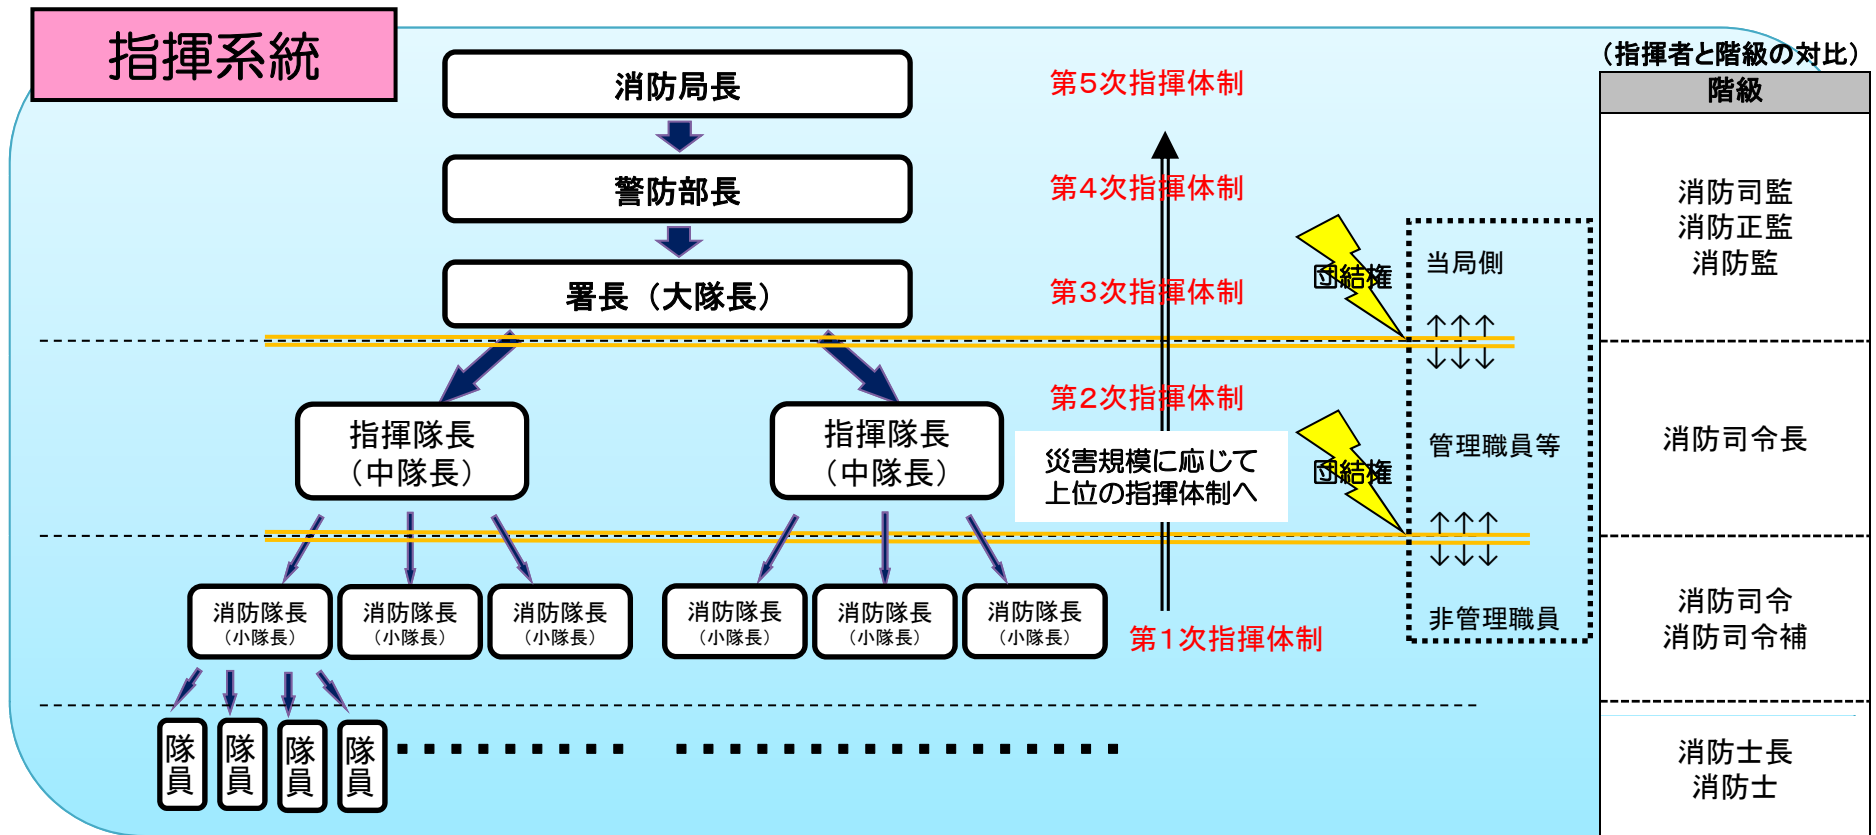 指揮系統
(指揮者と階級の対比)
階級
消防局長
第5次指揮体制
警防部長
第4次指揮体制
消防司監
消防正監
消防監
署長（大隊長）
第3次指揮体制
団結権
当局側
↑↑↑
↓↓↓
第2次指揮体制
指揮隊長
（中隊長）
指揮隊長
（中隊長）
災害規模に応じて
上位の指揮体制へ
団結権
管理職員等
消防司令長
↑↑↑
↓↓↓
消防隊長
（小隊長）
消防隊長
（小隊長）
消防隊長
（小隊長）
消防隊長
（小隊長）
消防隊長
（小隊長）
消防隊長
（小隊長）
第1次指揮体制
非管理職員
消防司令
消防司令補
隊員
隊員
隊員
隊員
消防士長
消防士